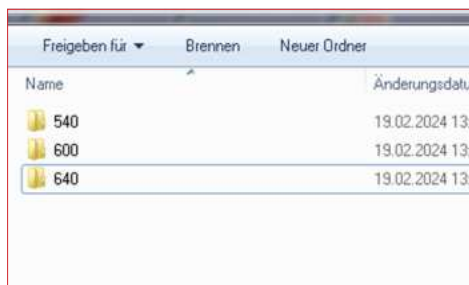 Freigeben für Brennen Neuer Ordner
Name Änderungsdatu
540 19.02.2024 13:
600 19.02.2024 13:
640 19.02.2024 13: